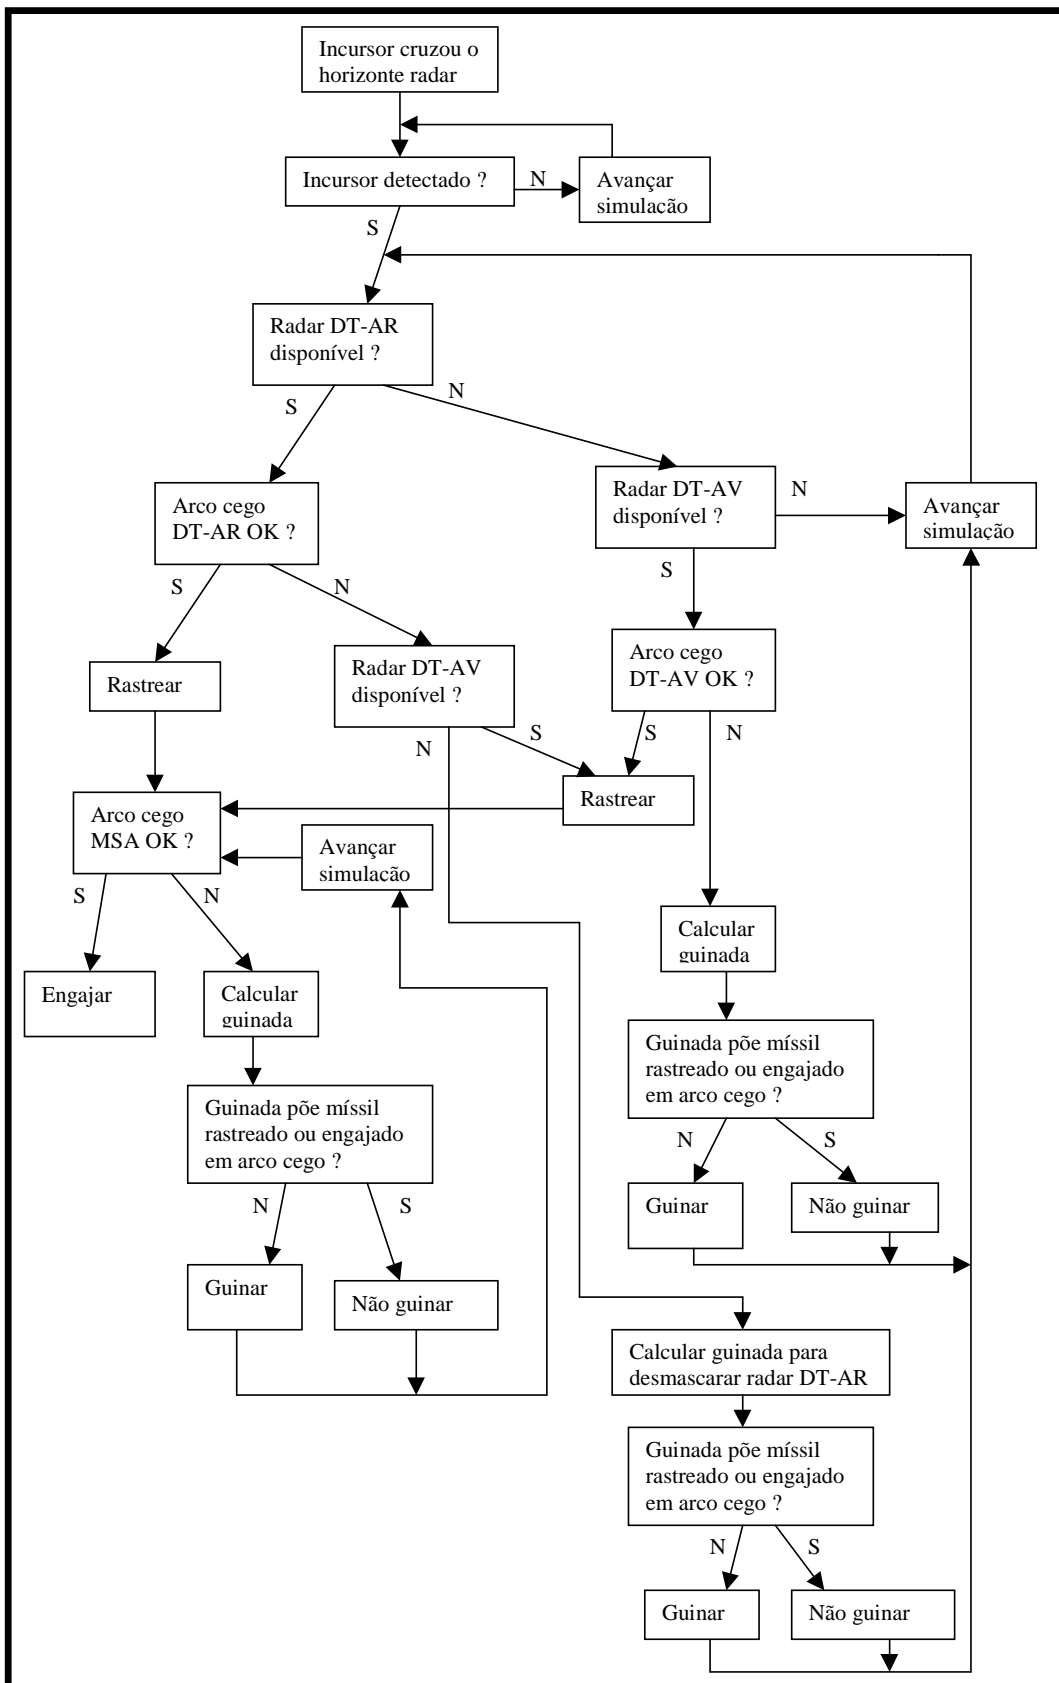 Incursor cruzou o
horizonte radar
Incursor detectado ?
N
Avançar
simulação
S
Radar DT-AR
disponível ?
S
N
Arco cego
DT-AR OK ?
Radar DT-AV
disponível ?
N
Avançar
simulação
S
N
S
Rastrear
Radar DT-AV
disponível ?
Arco cego
DT-AV OK ?
N
S
S
N
Rastrear
Arco cego
MSA OK ?
Avançar
simulação
S
N
Calcular
guinada
Engajar
Calcular
guinada
Guinada põe míssil
rastreado ou engajado
em arco cego ?
Guinada põe míssil
rastreado ou engajado
em arco cego ?
N
S
Guinar
Não guinar
N
S
Guinar
Não guinar
Calcular guinada para
desmascarar radar DT-AR
Guinada põe míssil
rastreado ou engajado
em arco cego ?
N
S
Guinar
Não guinar